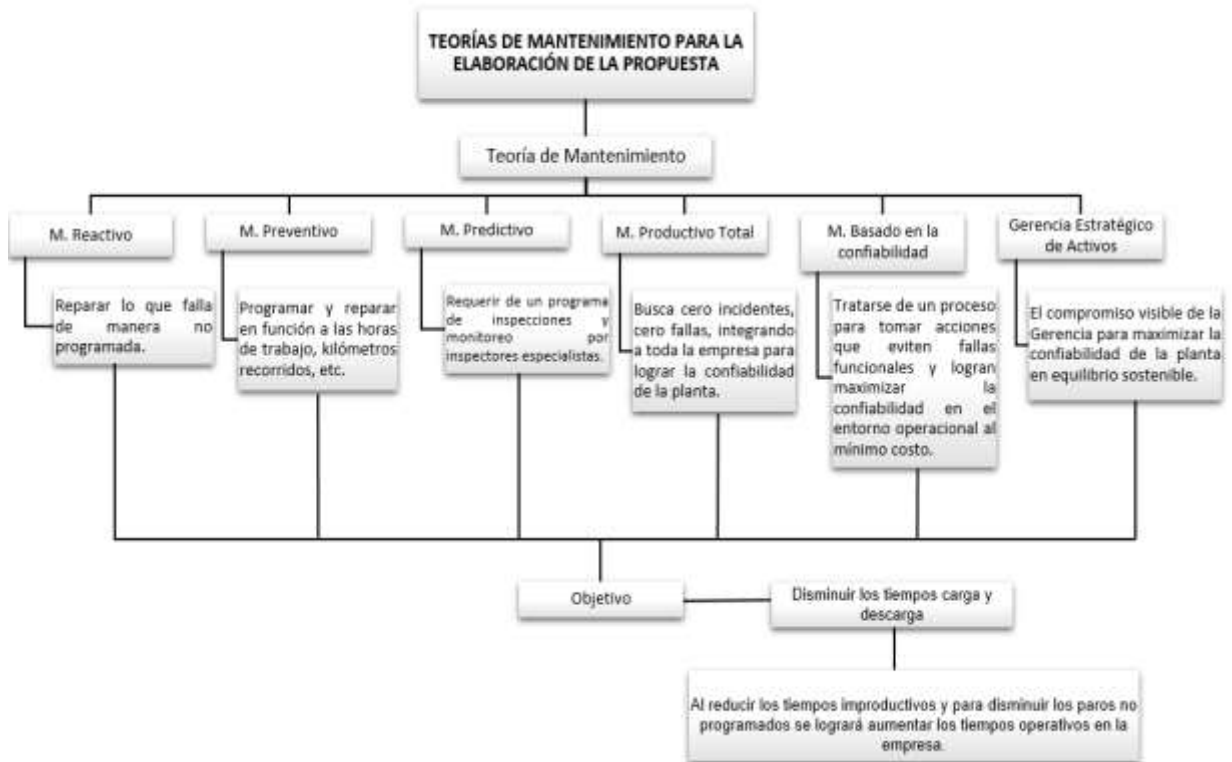 TEORÍAS DE MANTENIMIENTO PARA LA
ELABORACIÓN DE LA PROPUESTA
Teoría de Mantenimiento
M. Reactivo
M. Preventivo
M. Predictivo
M. Productivo Total
M. Basado en la
confiabilidad
Gerencia Estratégico
de Activos
Reparar lo que falla
de manera no
programada.
Programar y reparar
en función a las horas
de trabajo, kilómetros
recorridos, etc.
Requerir de un programa
de inspecciones y
monitoreo por
inspectores especialistas.
Busca cero incidentes,
cero fallas, integrando
a toda la empresa para
lograr la confiabilidad
de la planta.
Tratarse de un proceso
para tomar acciones
que eviten fallas
funcionales y logran
maximizar la
confiabilidad en el
entorno operacional al
mínimo costo.
El compromiso visible de la
Gerencia para maximizar la
confiabilidad de la planta
en equilibrio sostenible.
Objetivo
Disminuir los tiempos carga y
descarga
Al reducir los tiempos improductivos y para disminuir los paros no
programados se logrará aumentar los tiempos operativos en la
empresa.